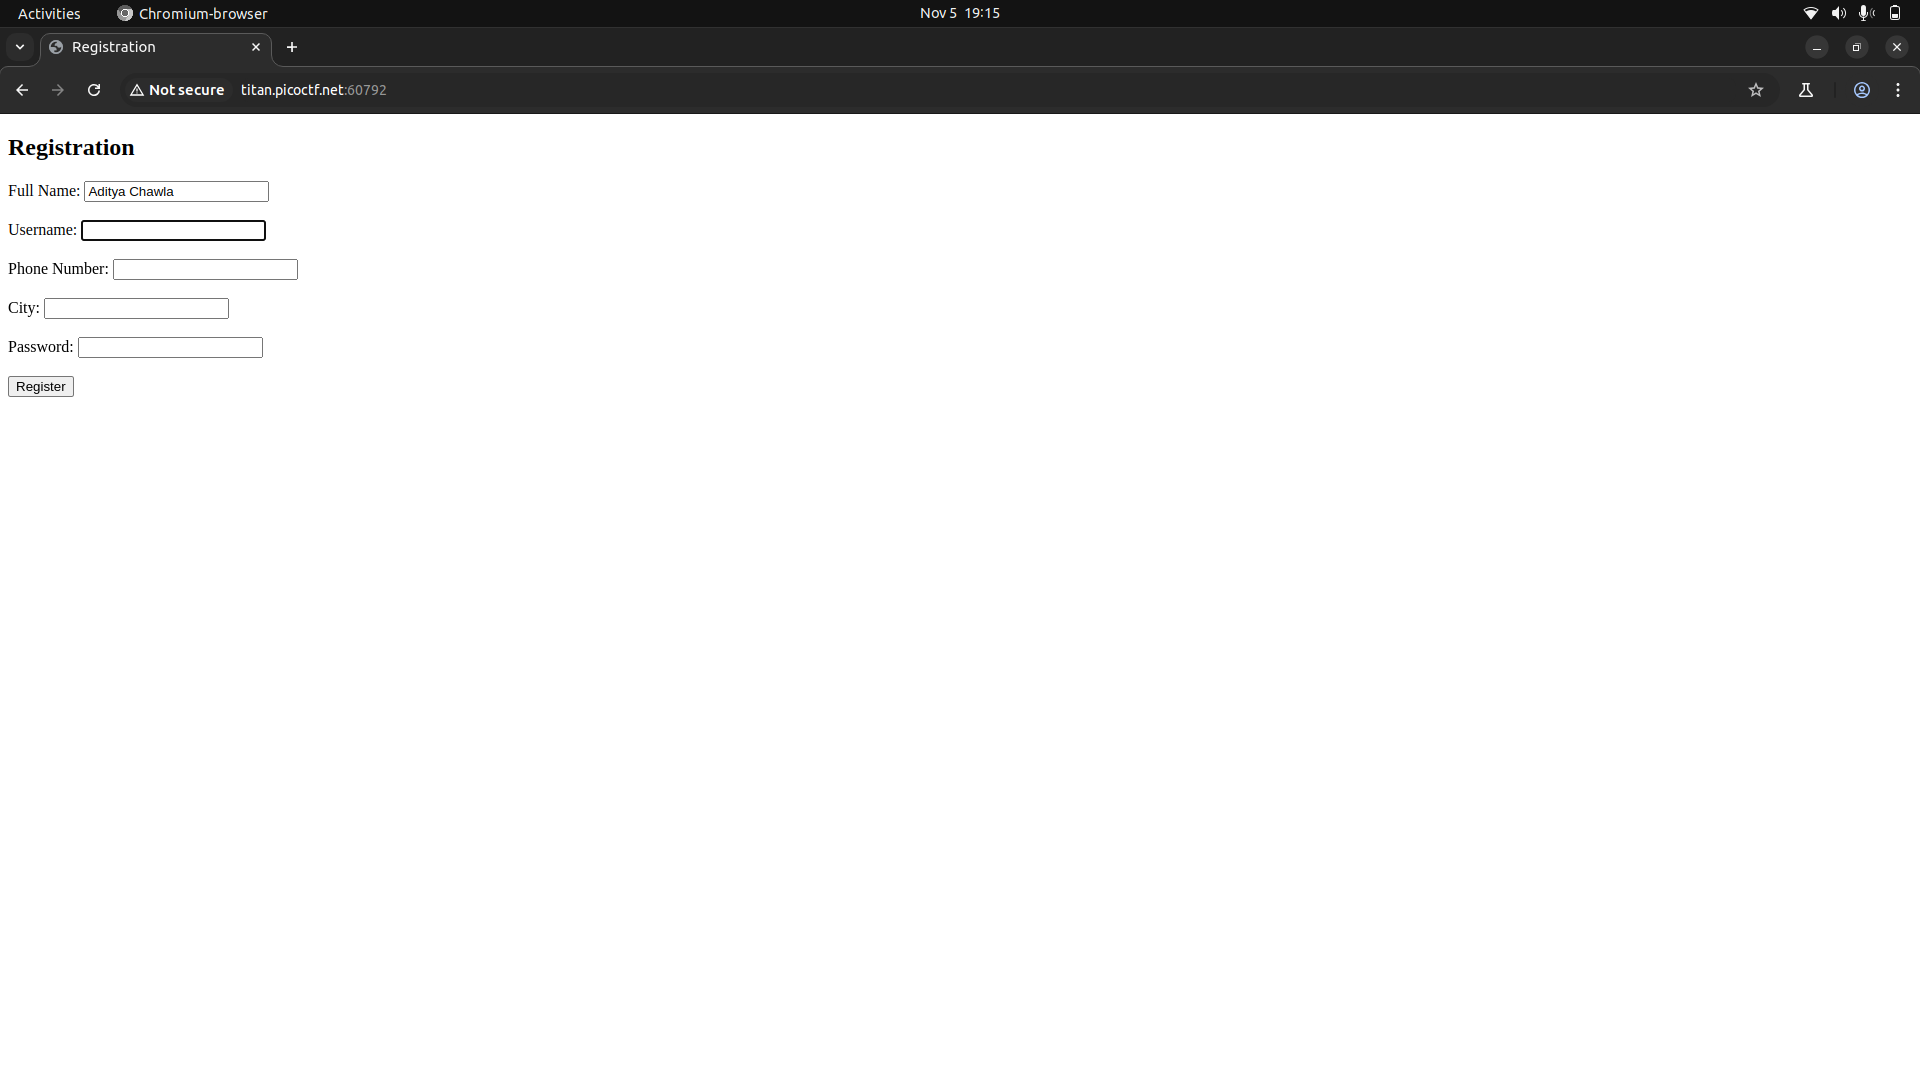 Activities
Chromium-browser
Nov 5 19:15
Registration
Not secure
titan.picoctf.net:60792
Registration
Full Name: Aditya Chawla
Username:
Phone Number:
City:
Password:
Register